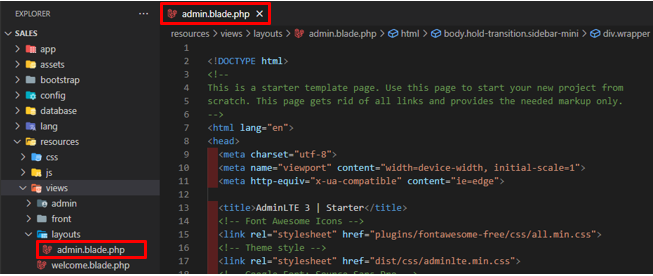 EXPLORER
SALES
app
assets
bootstrap
config
database
lang
resources
css
js
views
admin
front
layouts
admin.blade.php
welcome.blade.php
admin.blade.php
resources > views > layouts > admin.blade.php > html > body.hold-transition.sidebar-mini > div.wrapper
1
2 <!DOCTYPE html>
3 <!--
4 This is a starter template page. Use this page to start your new project from
5 scratch. This page gets rid of all links and provides the needed markup only.
6 -->
7 <html lang="en">
8 <head>
9 <meta charset="utf-8">
10 <meta name="viewport" content="width=device-width, initial-scale=1">
11 <meta http-equiv="x-ua-compatible" content="ie=edge">
12
13 <title>AdminLTE 3 | Starter</title>
14 <!-- Font Awesome Icons -->
15 <link rel="stylesheet" href="plugins/fontawesome-free/css/all.min.css">
16 <!-- Theme style -->
17 <link rel="stylesheet" href="dist/css/adminlte.min.css">